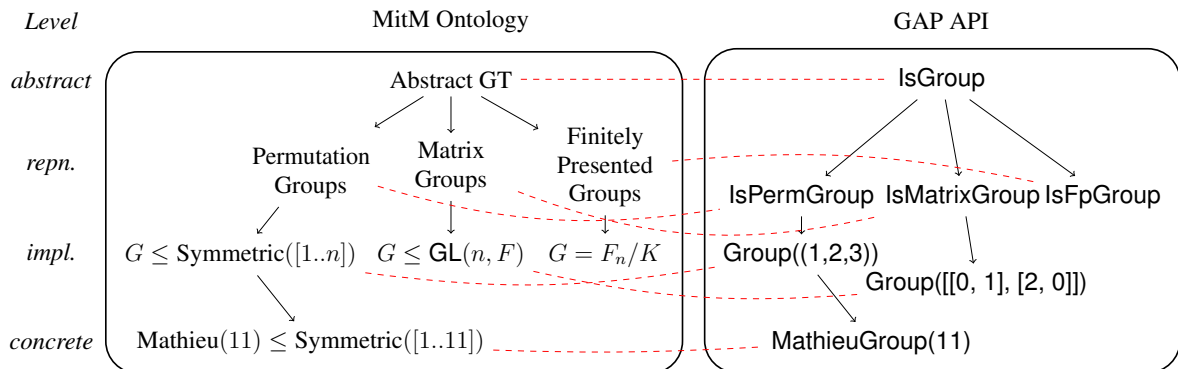 Level MitM Ontology GAP API
abstract Abstract GT IsGroup
repn. Permutation Groups Matrix Groups Finitely Presented Groups IsPermGroup IsMatrixGroup IsFpGroup
impl. G ≤ Symmetric([1..n]) G ≤ GL(n, F) G = Fₙ/K Group((1,2,3))
Group([[0, 1], [2, 0]])
concrete Mathieu(11) ≤ Symmetric([1..11]) MathieuGroup(11)